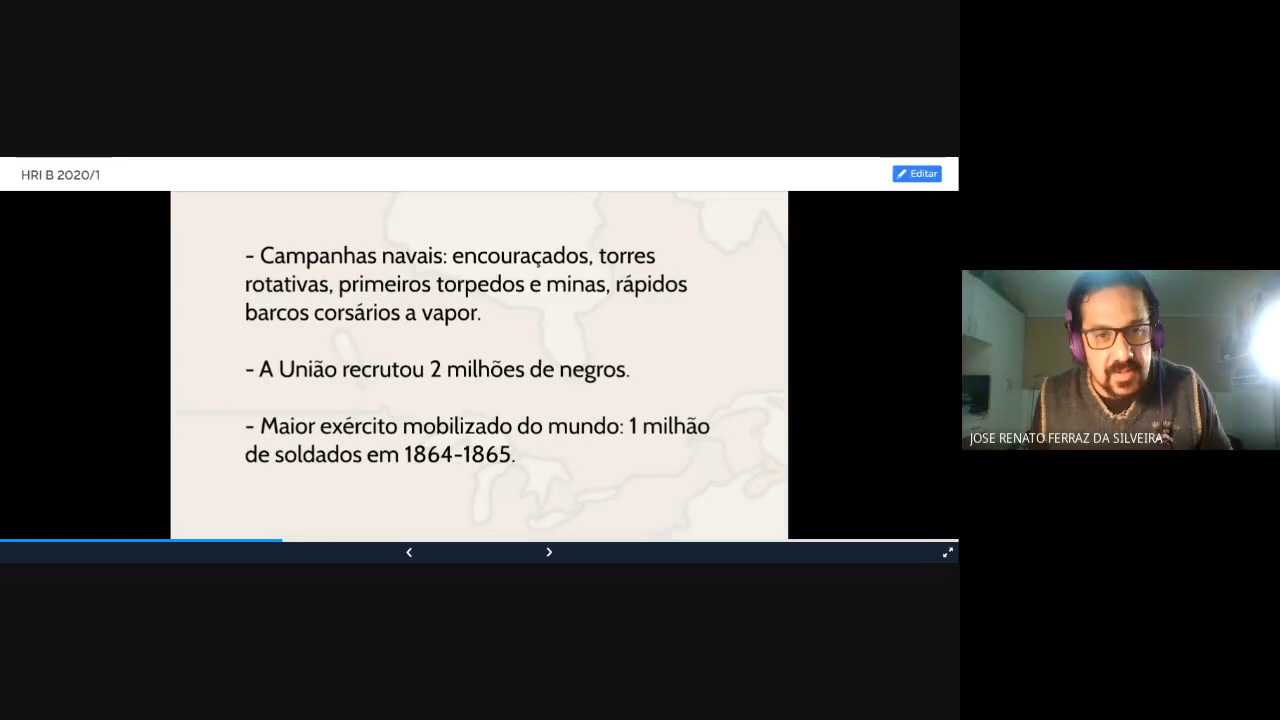 HRI B 2020/1
Editar
- Campanhas navais: encouraçados, torres
rotativas, primeiros torpedos e minas, rápidos
barcos corsários a vapor.
- A União recrutou 2 milhões de negros.
- Maior exército mobilizado do mundo: 1 milhão
de soldados em 1864-1865.
JOSE RENATO FERRAZ DA SILVEIRA